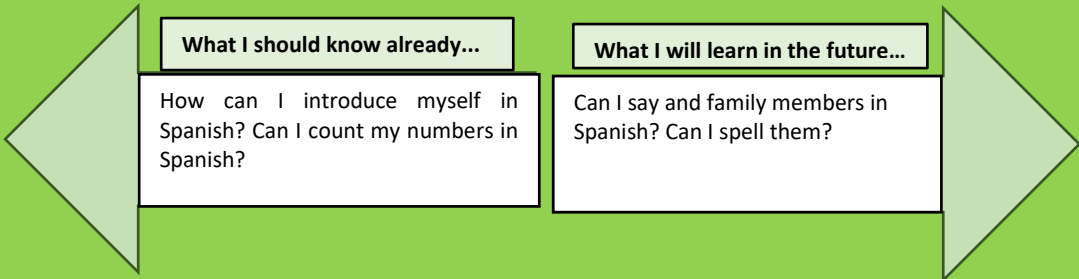 What I should know already...
How can I introduce myself in
Spanish? Can I count my numbers in
Spanish?
What I will learn in the future…
Can I say and family members in
Spanish? Can I spell them?